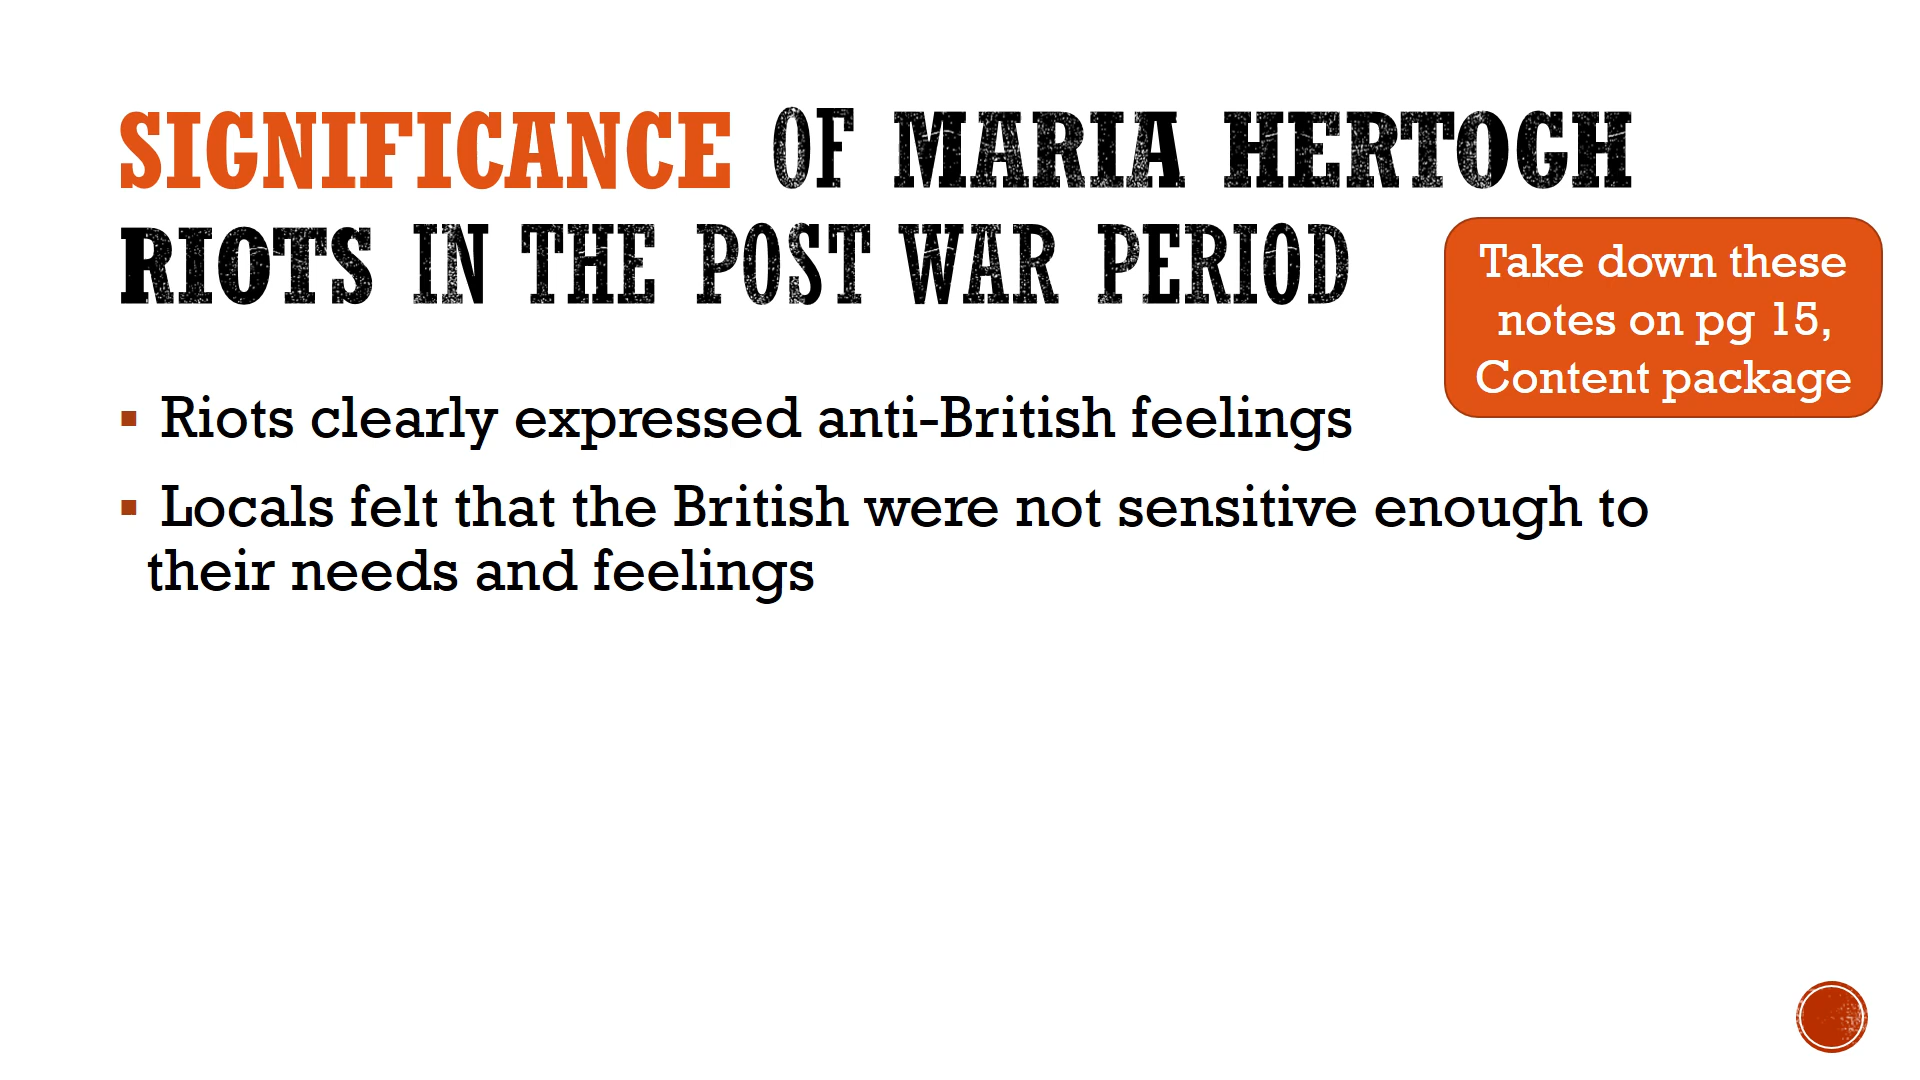 SIGNIFICANCE OF MARIA HERTOGH
RIOTS IN THE POST WAR PERIOD
Take down these
notes on pg 15,
Content package
▪ Riots clearly expressed anti-British feelings
▪ Locals felt that the British were not sensitive enough to
their needs and feelings